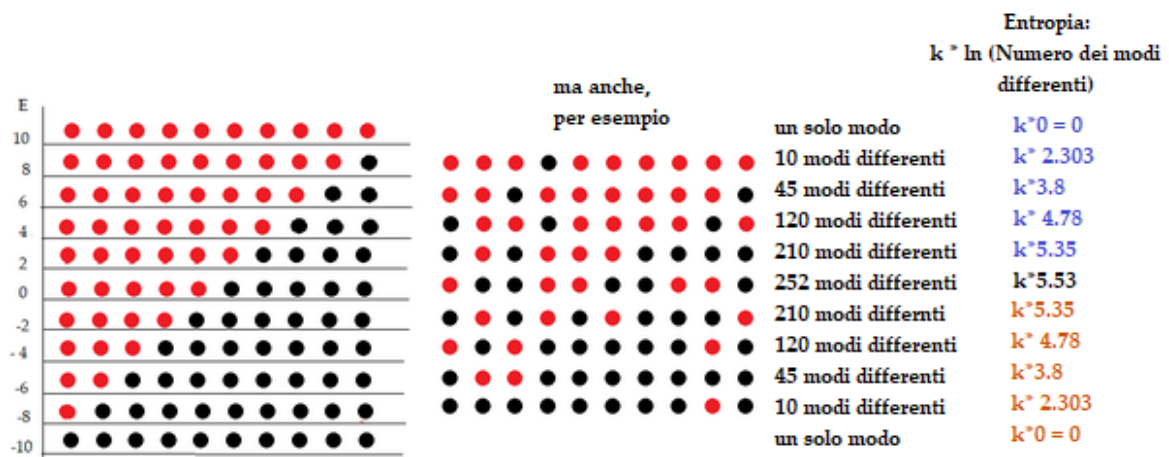 Entropia:
k * ln (Numero dei modi
differenti)
ma anche,
per esempio
E
10
8
6
4
2
0
-2
- 4
-6
-8
-10
un solo modo k*0 = 0
10 modi differenti k* 2.303
45 modi differenti k*3.8
120 modi differenti k* 4.78
210 modi differenti k*5.35
252 modi differenti k*5.53
210 modi differnti k*5.35
120 modi differenti k* 4.78
45 modi differenti k*3.8
10 modi differenti k* 2.303
un solo modo k*0 = 0